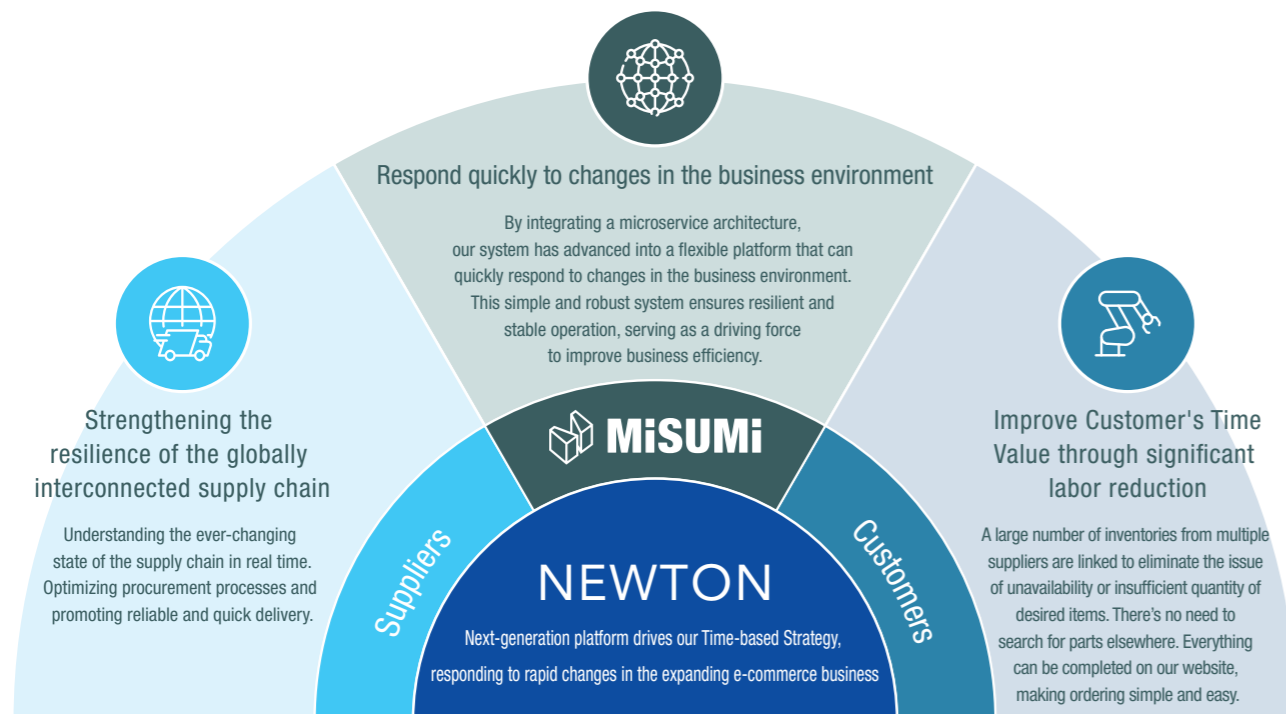 Respond quickly to changes in the business environment
By integrating a microservice architecture,
our system has advanced into a flexible platform that can
quickly respond to changes in the business environment.
This simple and robust system ensures resilient and
stable operation, serving as a driving force
to improve business efficiency.
Strengthening the
resilience of the globally
interconnected supply chain
Understanding the ever-changing
state of the supply chain in real time.
Optimizing procurement processes and
promoting reliable and quick delivery.
Suppliers
MiSUMi
Customers
NEWTON
Next-generation platform drives our Time-based Strategy,
responding to rapid changes in the expanding e-commerce business
Improve Customer's Time
Value through significant
labor reduction
A large number of inventories from multiple
suppliers are linked to eliminate the issue
of unavailability or insufficient quantity of
desired items. There’s no need to
search for parts elsewhere. Everything
can be completed on our website,
making ordering simple and easy.